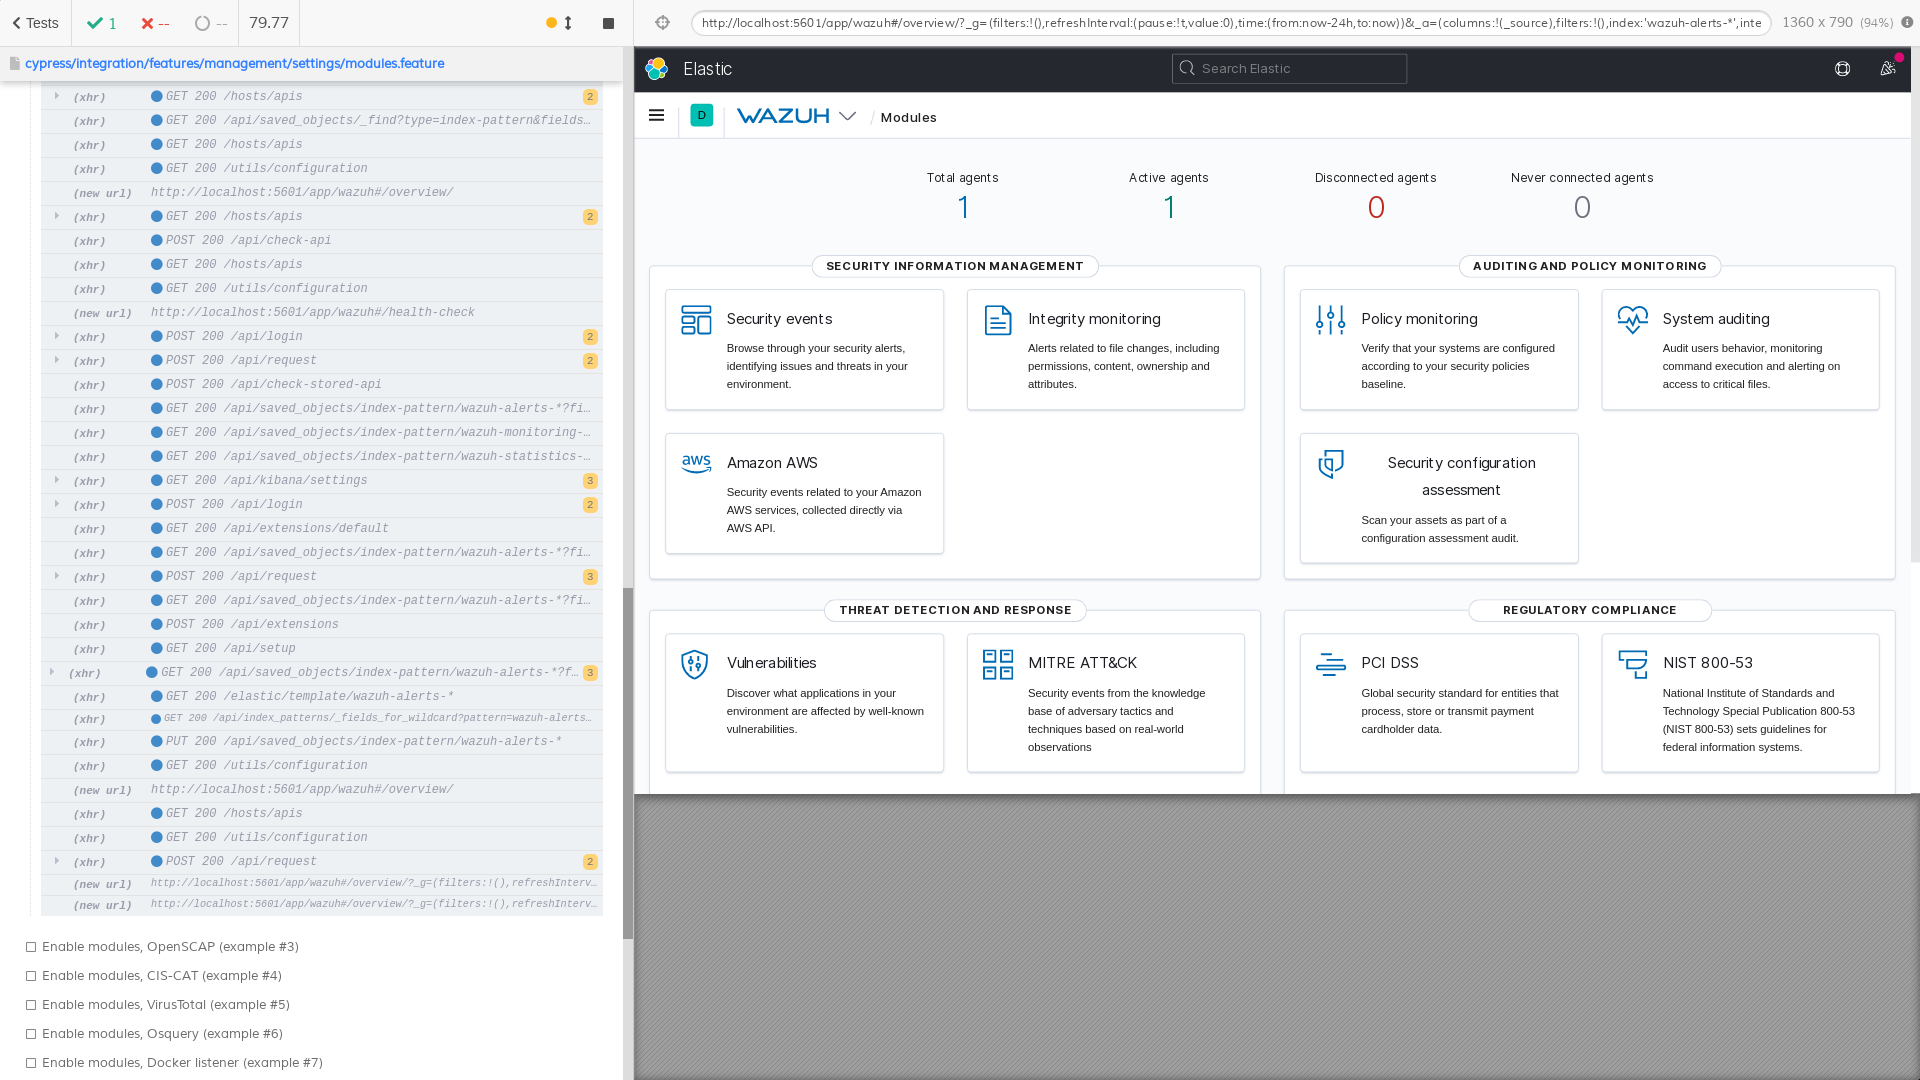 Tests
1
--
--
79.77
cypress/integration/features/management/settings/modules.feature
(xhr) GET 200 /hosts/apis 2
(xhr) GET 200 /api/saved_objects/_find?type=index-pattern&fields…
(xhr) GET 200 /hosts/apis
(xhr) GET 200 /utils/configuration
(new url) http://localhost:5601/app/wazuh#/overview/
(xhr) GET 200 /hosts/apis 2
(xhr) POST 200 /api/check-api
(xhr) GET 200 /hosts/apis
(xhr) GET 200 /utils/configuration
(new url) http://localhost:5601/app/wazuh#/health-check
(xhr) POST 200 /api/login 2
(xhr) POST 200 /api/request 2
(xhr) POST 200 /api/check-stored-api
(xhr) GET 200 /api/saved_objects/index-pattern/wazuh-alerts-*?fi…
(xhr) GET 200 /api/saved_objects/index-pattern/wazuh-monitoring-…
(xhr) GET 200 /api/saved_objects/index-pattern/wazuh-statistics-…
(xhr) GET 200 /api/kibana/settings 3
(xhr) POST 200 /api/login 2
(xhr) GET 200 /api/extensions/default
(xhr) GET 200 /api/saved_objects/index-pattern/wazuh-alerts-*?fi…
(xhr) POST 200 /api/request 3
(xhr) GET 200 /api/saved_objects/index-pattern/wazuh-alerts-*?fi…
(xhr) POST 200 /api/extensions
(xhr) GET 200 /api/setup
(xhr) GET 200 /api/saved_objects/index-pattern/wazuh-alerts-*?f… 3
(xhr) GET 200 /elastic/template/wazuh-alerts-*
(xhr) GET 200 /api/index_patterns/_fields_for_wildcard?pattern=wazuh-alerts…
(xhr) PUT 200 /api/saved_objects/index-pattern/wazuh-alerts-*
(xhr) GET 200 /utils/configuration
(new url) http://localhost:5601/app/wazuh#/overview/
(xhr) GET 200 /hosts/apis
(xhr) GET 200 /utils/configuration
(xhr) POST 200 /api/request 2
(new url) http://localhost:5601/app/wazuh#/overview/?_g=(filters:!(),refreshInterv…
(new url) http://localhost:5601/app/wazuh#/overview/?_g=(filters:!(),refreshInterv…
Enable modules, OpenSCAP (example #3)
Enable modules, CIS-CAT (example #4)
Enable modules, VirusTotal (example #5)
Enable modules, Osquery (example #6)
Enable modules, Docker listener (example #7)
http://localhost:5601/app/wazuh#/overview/?_g=(filters:!(),refreshInterval:(pause:!t,value:0),time:(from:now-24h,to:now))&_a=(columns:!(_source),filters:!(),index:'wazuh-alerts-*',inte
1360 x 790 (94%)
Elastic
Search Elastic
D
WAZUH
/ Modules
Total agents
1
Active agents
1
Disconnected agents
0
Never connected agents
0
SECURITY INFORMATION MANAGEMENT
Security events
Browse through your security alerts,
identifying issues and threats in your
environment.
Integrity monitoring
Alerts related to file changes, including
permissions, content, ownership and
attributes.
Amazon AWS
aws
Security events related to your Amazon
AWS services, collected directly via
AWS API.
AUDITING AND POLICY MONITORING
Policy monitoring
Verify that your systems are configured
according to your security policies
baseline.
System auditing
Audit users behavior, monitoring
command execution and alerting on
access to critical files.
Security configuration
assessment
Scan your assets as part of a
configuration assessment audit.
THREAT DETECTION AND RESPONSE
Vulnerabilities
Discover what applications in your
environment are affected by well-known
vulnerabilities.
MITRE ATT&CK
Security events from the knowledge
base of adversary tactics and
techniques based on real-world
observations
REGULATORY COMPLIANCE
PCI DSS
Global security standard for entities that
process, store or transmit payment
cardholder data.
NIST 800-53
National Institute of Standards and
Technology Special Publication 800-53
(NIST 800-53) sets guidelines for
federal information systems.